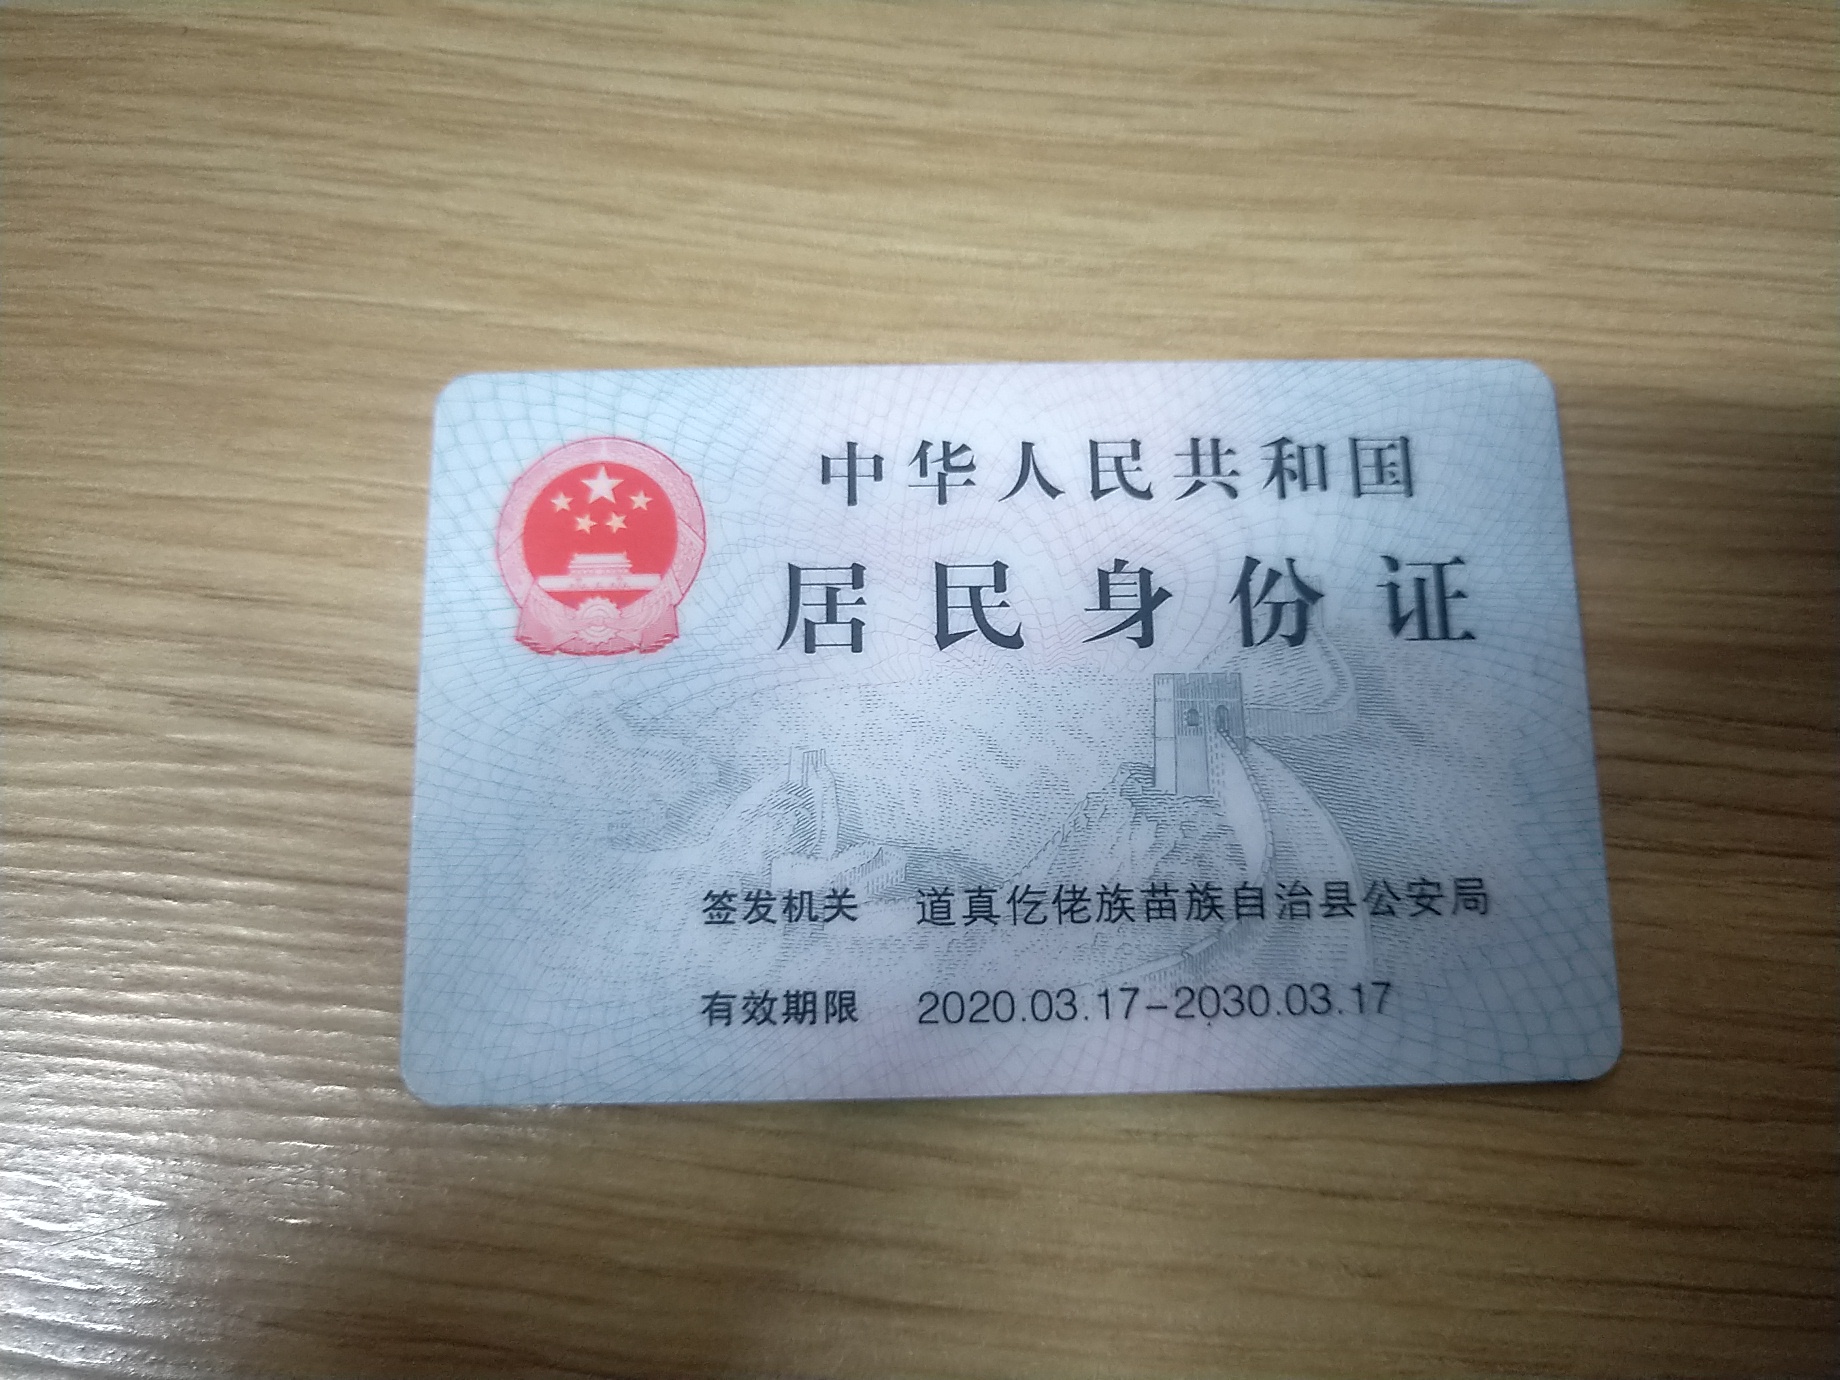 中华人民共和国
居民身份证
签发机关 道真仡佬族苗族自治县公安局
有效期限 2020.03.17-2030.03.17